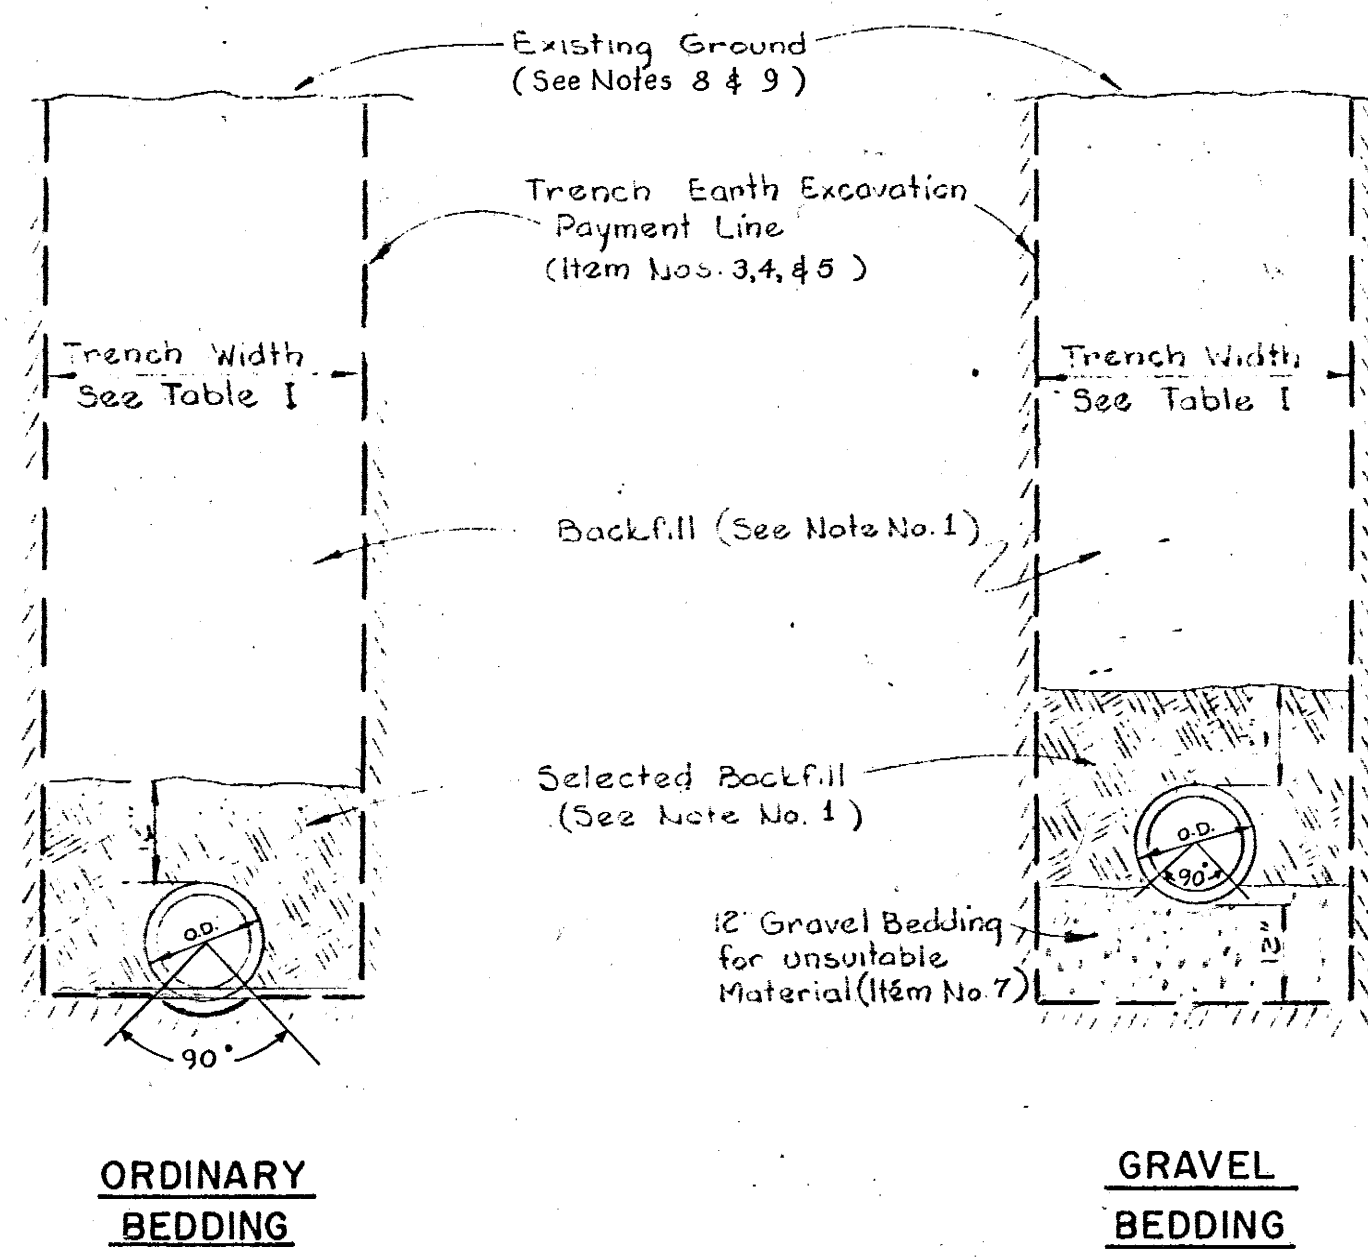 Existing Ground
(See Notes 8 & 9)
Trench Earth Excavation
Payment Line
(Item Nos. 3,4, & 5)
Trench Width
See Table I
Trench Width
See Table I
Backfill (See Note No. 1)
Selected Backfill
(See Note No. 1)
O.D.
90°
O.D.
90°
12" Gravel Bedding
for unsuitable
Material (Item No. 7)
12"
ORDINARY
BEDDING
GRAVEL
BEDDING